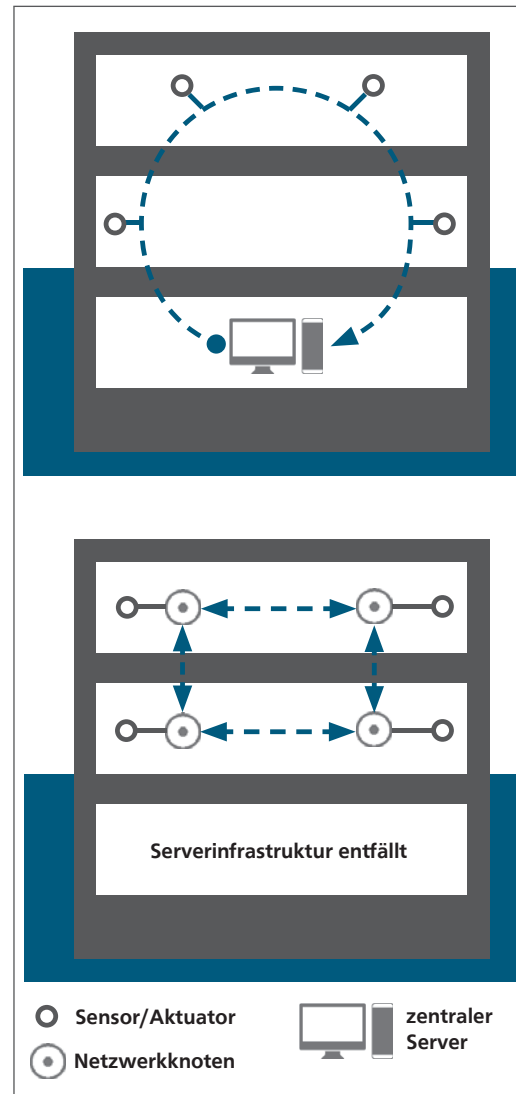 Serverinfrastruktur entfällt
Sensor/Aktuator
Netzwerkknoten
zentraler
Server